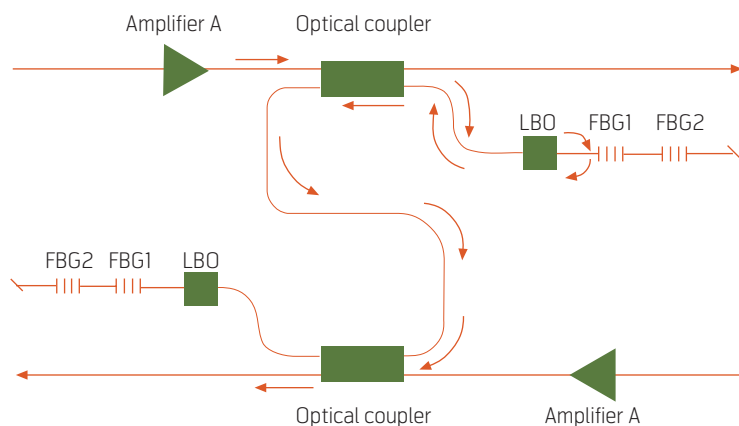 Amplifier A
Optical coupler
LBO
FBG1
FBG2
FBG2
FBG1
LBO
Optical coupler
Amplifier A